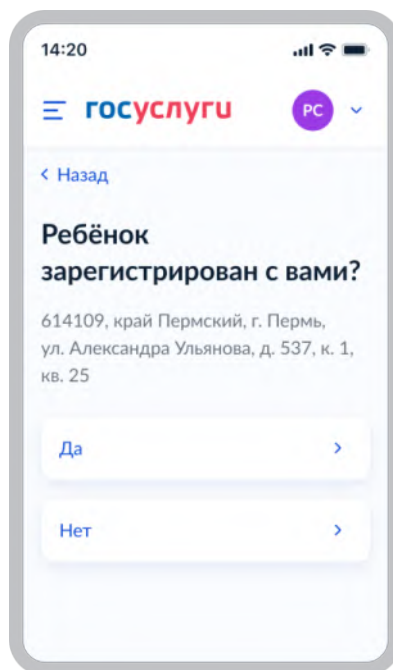 14:20
госуслуги
РС
Назад
Ребёнок
зарегистрирован с вами?
614109, край Пермский, г. Пермь,
ул. Александра Ульянова, д. 537, к. 1,
кв. 25
Да
Нет